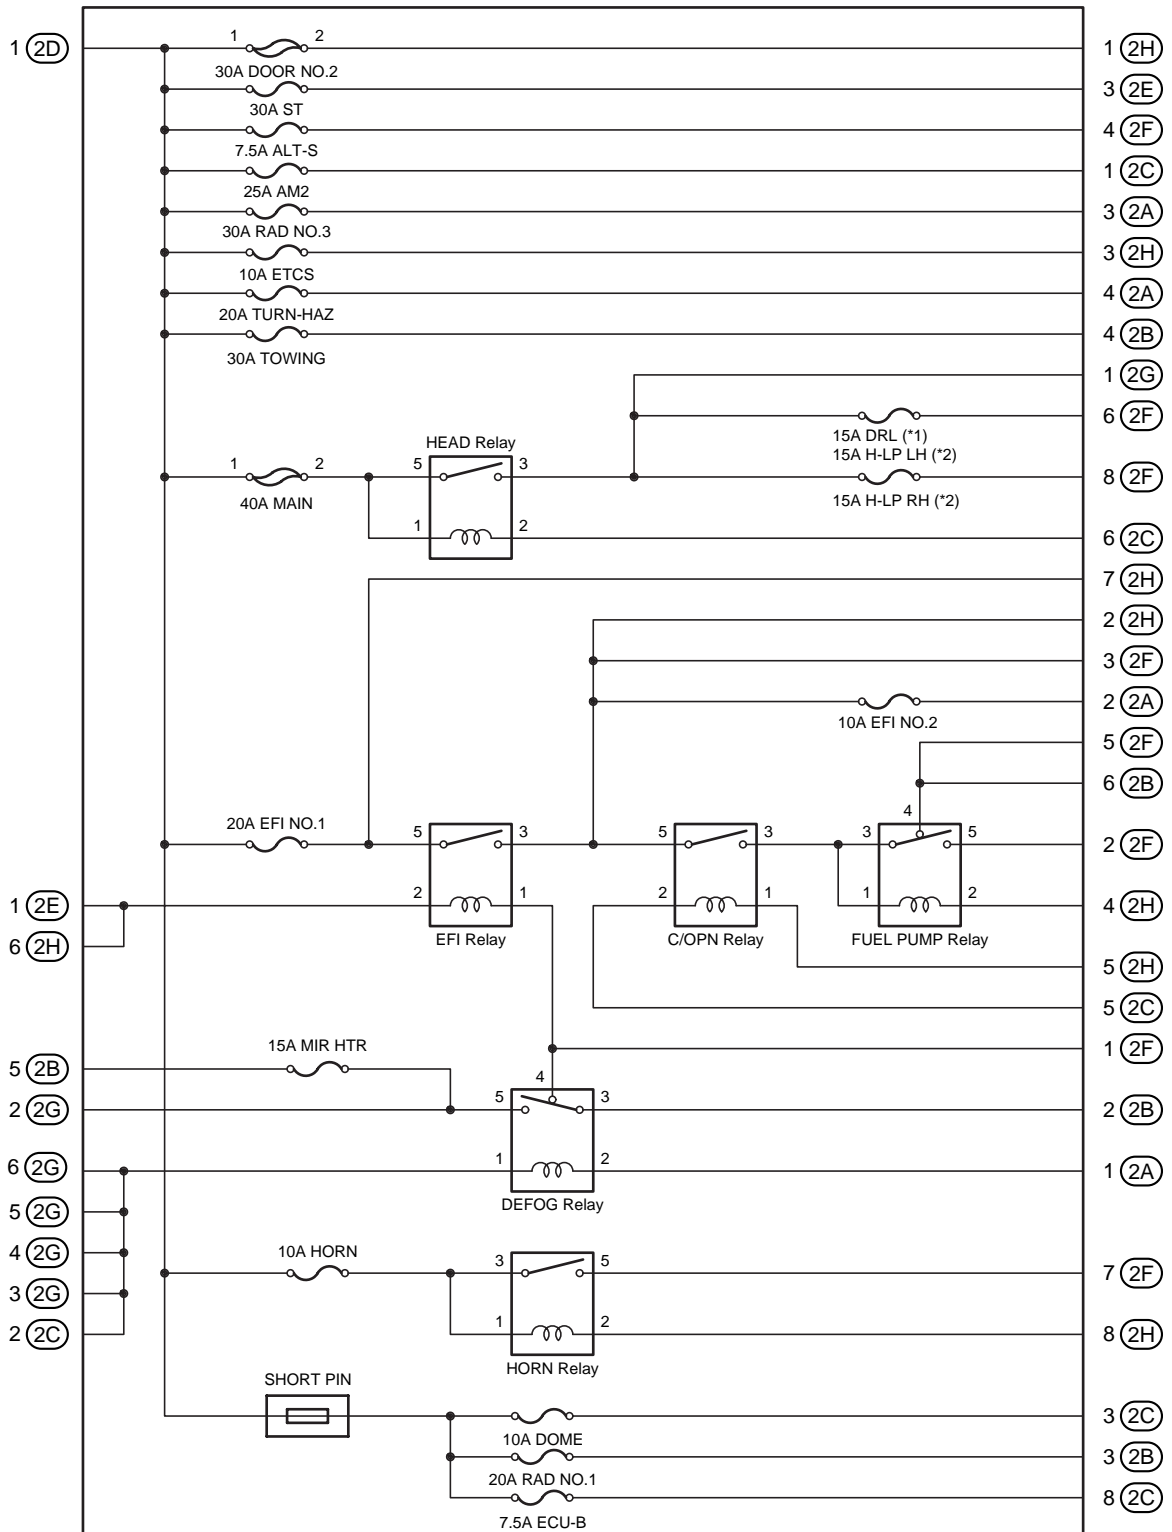 1 2D 1 2 1 2H
30A DOOR NO.2
3 2E
30A ST
4 2F
7.5A ALT-S
1 2C
25A AM2
3 2A
30A RAD NO.3
3 2H
10A ETCS
4 2A
20A TURN-HAZ
4 2B
30A TOWING
1 2G
6 2F
15A DRL (*1)
HEAD Relay
15A H-LP LH (*2)
1 2 5 3 8 2F
40A MAIN
15A H-LP RH (*2)
1 2 6 2C
7 2H
2 2H
3 2F
2 2A
10A EFI NO.2
5 2F
6 2B
4
20A EFI NO.1
5 3 5 3 3 5 2 2F
1 2E 2 1 2 1 1 2 4 2H
EFI Relay C/OPN Relay FUEL PUMP Relay
6 2H
5 2H
5 2C
15A MIR HTR
1 2F
5 2B
4
2 2G 5 3 2 2B
6 2G 1 2 1 2A
DEFOG Relay
5 2G
4 2G
10A HORN
3 5 7 2F
3 2G
2 2C 1 2 8 2H
HORN Relay
SHORT PIN
3 2C
10A DOME
3 2B
20A RAD NO.1
8 2C
7.5A ECU-B